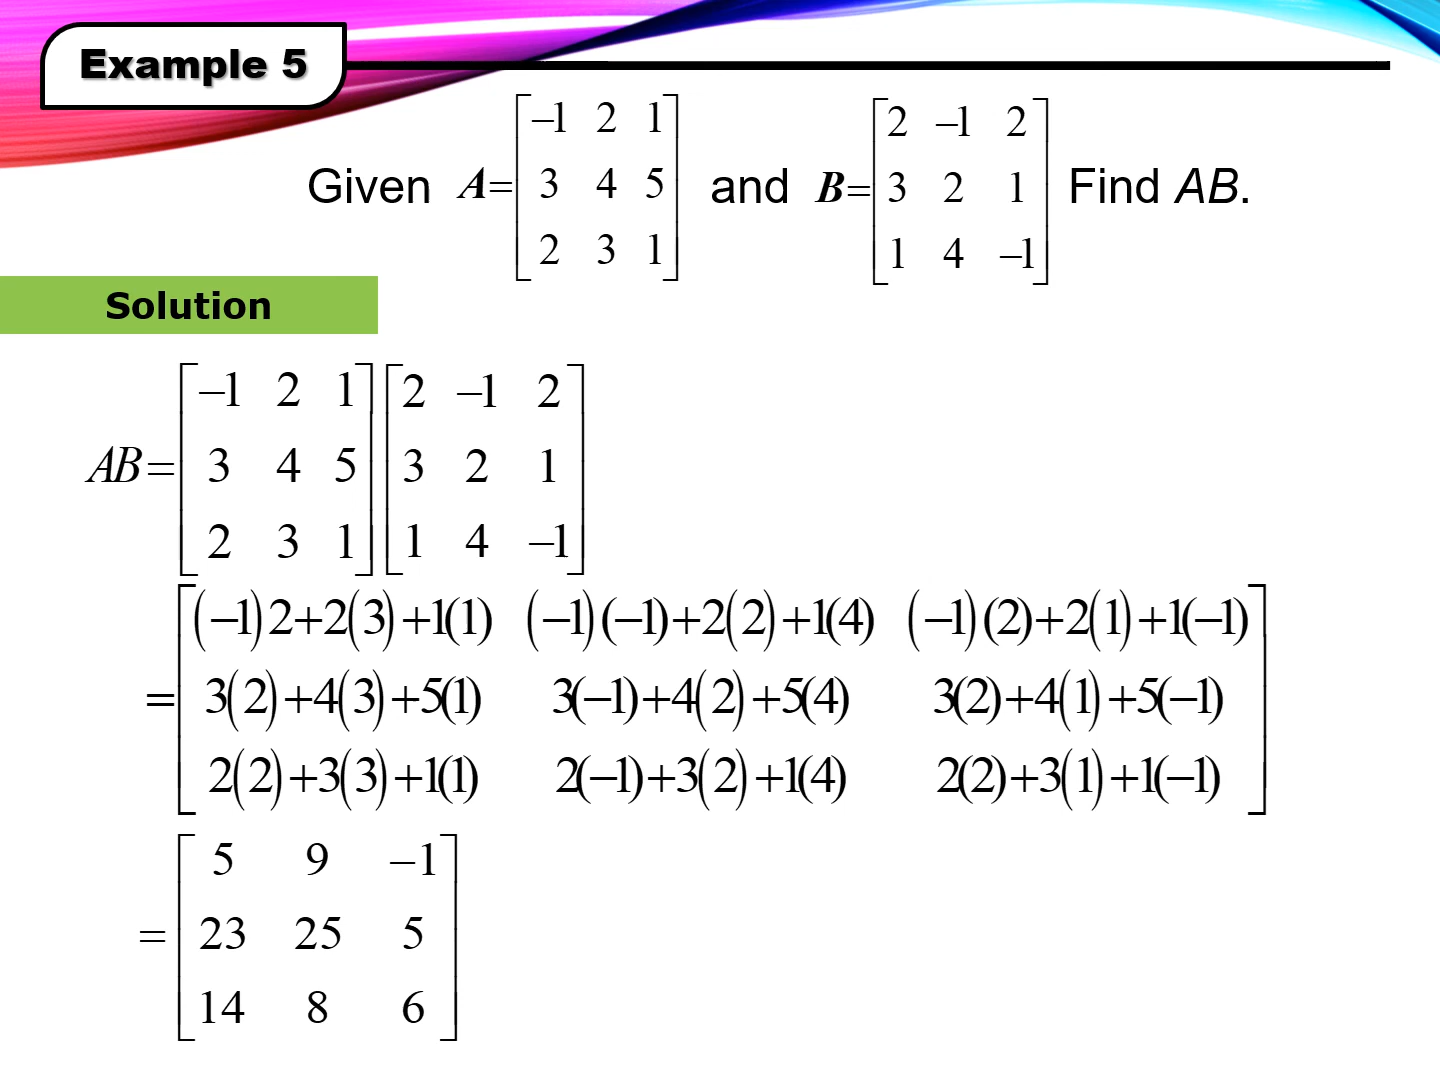 Example 5
Given A = [−1 2 1; 3 4 5; 2 3 1] and B = [2 −1 2; 3 2 1; 1 4 −1] Find AB.
Solution
AB = [−1 2 1; 3 4 5; 2 3 1] [2 −1 2; 3 2 1; 1 4 −1]
= [(−1)2+2(3)+1(1) (−1)(−1)+2(2)+1(4) (−1)(2)+2(1)+1(−1);
3(2)+4(3)+5(1) 3(−1)+4(2)+5(4) 3(2)+4(1)+5(−1);
2(2)+3(3)+1(1) 2(−1)+3(2)+1(4) 2(2)+3(1)+1(−1)]
= [5 9 −1;
23 25 5;
14 8 6]